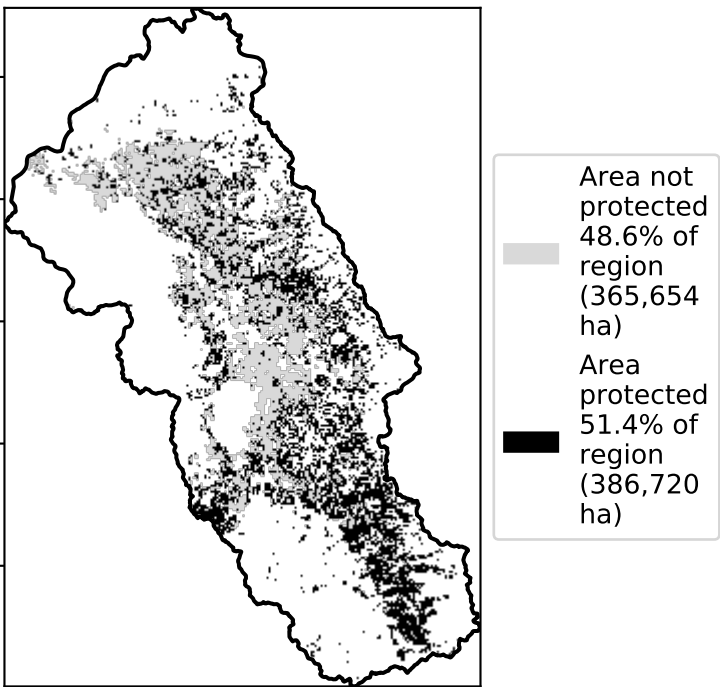 Area not
protected
48.6% of
region
(365,654
ha)
Area
protected
51.4% of
region
(386,720
ha)